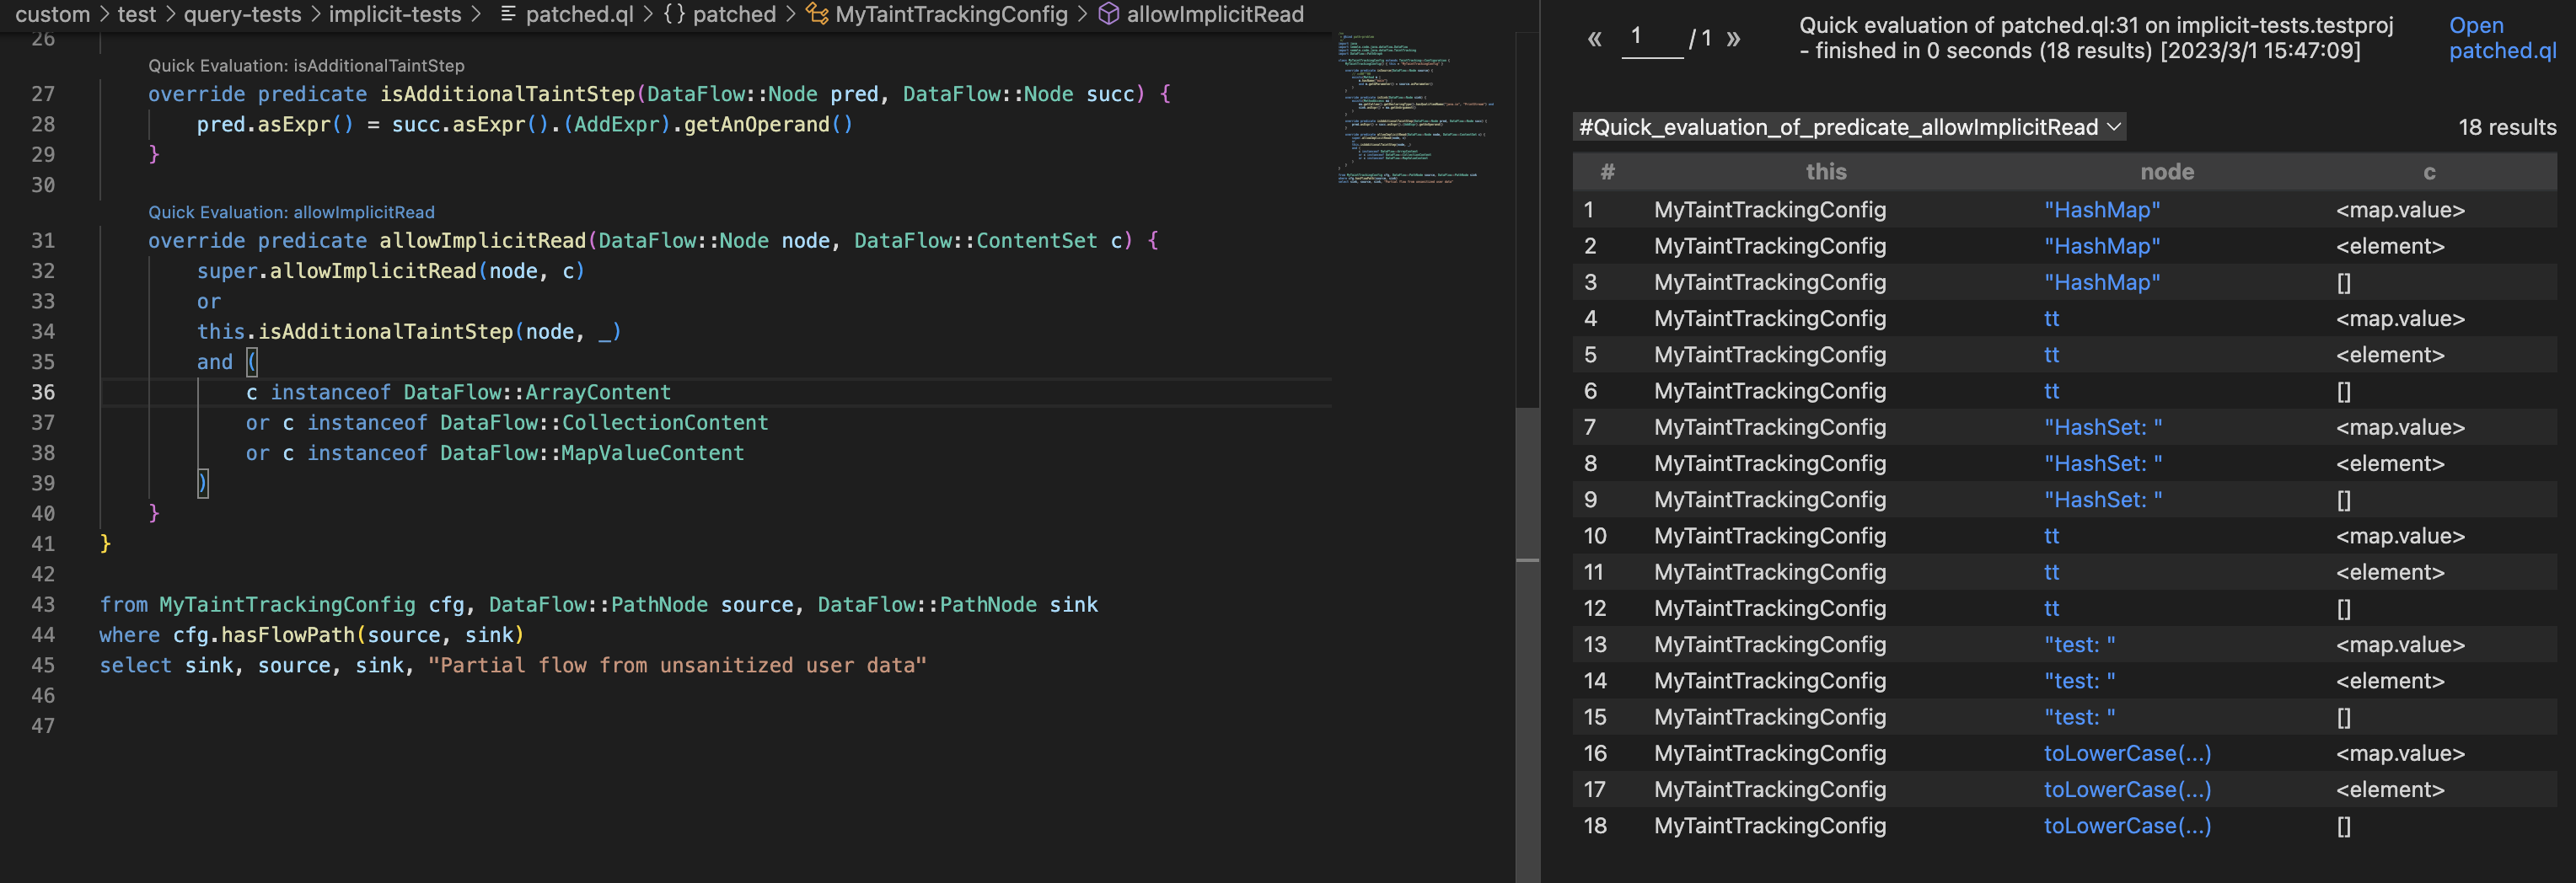 custom > test > query-tests > implicit-tests > patched.ql > {} patched > MyTaintTrackingConfig > allowImplicitRead
26
Quick Evaluation: isAdditionalTaintStep
27 override predicate isAdditionalTaintStep(DataFlow::Node pred, DataFlow::Node succ) {
28 pred.asExpr() = succ.asExpr().(AddExpr).getAnOperand()
29 }
30
Quick Evaluation: allowImplicitRead
31 override predicate allowImplicitRead(DataFlow::Node node, DataFlow::ContentSet c) {
32 super.allowImplicitRead(node, c)
33 or
34 this.isAdditionalTaintStep(node, _)
35 and (
36 c instanceof DataFlow::ArrayContent
37 or c instanceof DataFlow::CollectionContent
38 or c instanceof DataFlow::MapValueContent
39 )
40 }
41 }
42
43 from MyTaintTrackingConfig cfg, DataFlow::PathNode source, DataFlow::PathNode sink
44 where cfg.hasFlowPath(source, sink)
45 select sink, source, sink, "Partial flow from unsanitized user data"
46
47
« 1 / 1 »
Quick evaluation of patched.ql:31 on implicit-tests.testproj
- finished in 0 seconds (18 results) [2023/3/1 15:47:09]
Open
patched.ql
#Quick_evaluation_of_predicate_allowImplicitRead
18 results
# this node c
1 MyTaintTrackingConfig "HashMap" <map.value>
2 MyTaintTrackingConfig "HashMap" <element>
3 MyTaintTrackingConfig "HashMap" []
4 MyTaintTrackingConfig tt <map.value>
5 MyTaintTrackingConfig tt <element>
6 MyTaintTrackingConfig tt []
7 MyTaintTrackingConfig "HashSet: " <map.value>
8 MyTaintTrackingConfig "HashSet: " <element>
9 MyTaintTrackingConfig "HashSet: " []
10 MyTaintTrackingConfig tt <map.value>
11 MyTaintTrackingConfig tt <element>
12 MyTaintTrackingConfig tt []
13 MyTaintTrackingConfig "test: " <map.value>
14 MyTaintTrackingConfig "test: " <element>
15 MyTaintTrackingConfig "test: " []
16 MyTaintTrackingConfig toLowerCase(...) <map.value>
17 MyTaintTrackingConfig toLowerCase(...) <element>
18 MyTaintTrackingConfig toLowerCase(...) []